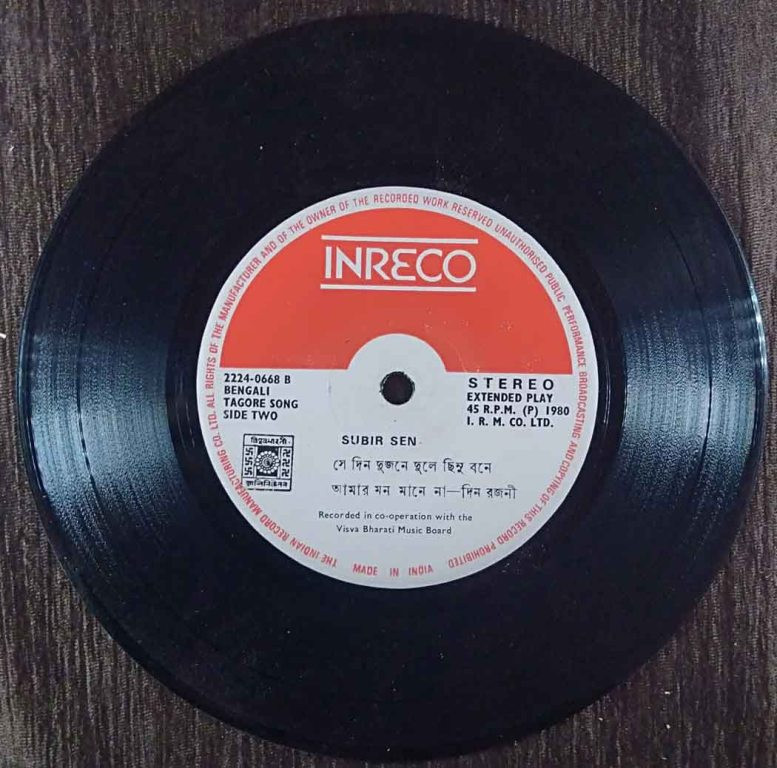 THE INDIAN RECORD MANUFACTURING CO. LTD. ALL RIGHTS OF THE MANUFACTURER AND OF THE OWNER OF THE RECORDED WORK RESERVED UNAUTHORISED PUBLIC PERFORMANCE BROADCASTING AND COPYING OF THIS RECORD PROHIBITED
INRECO
2224-0668 B
BENGALI
TAGORE SONG
SIDE TWO
STEREO
EXTENDED PLAY
45 R.P.M. (P) 1980
I. R. M. CO. LTD.
SUBIR SEN
সে দিন দুজনে দুলে ছিনু বনে
আমার মন মানে না—দিন রজনী
Recorded in co-operation with the
Visva Bharati Music Board
MADE IN INDIA